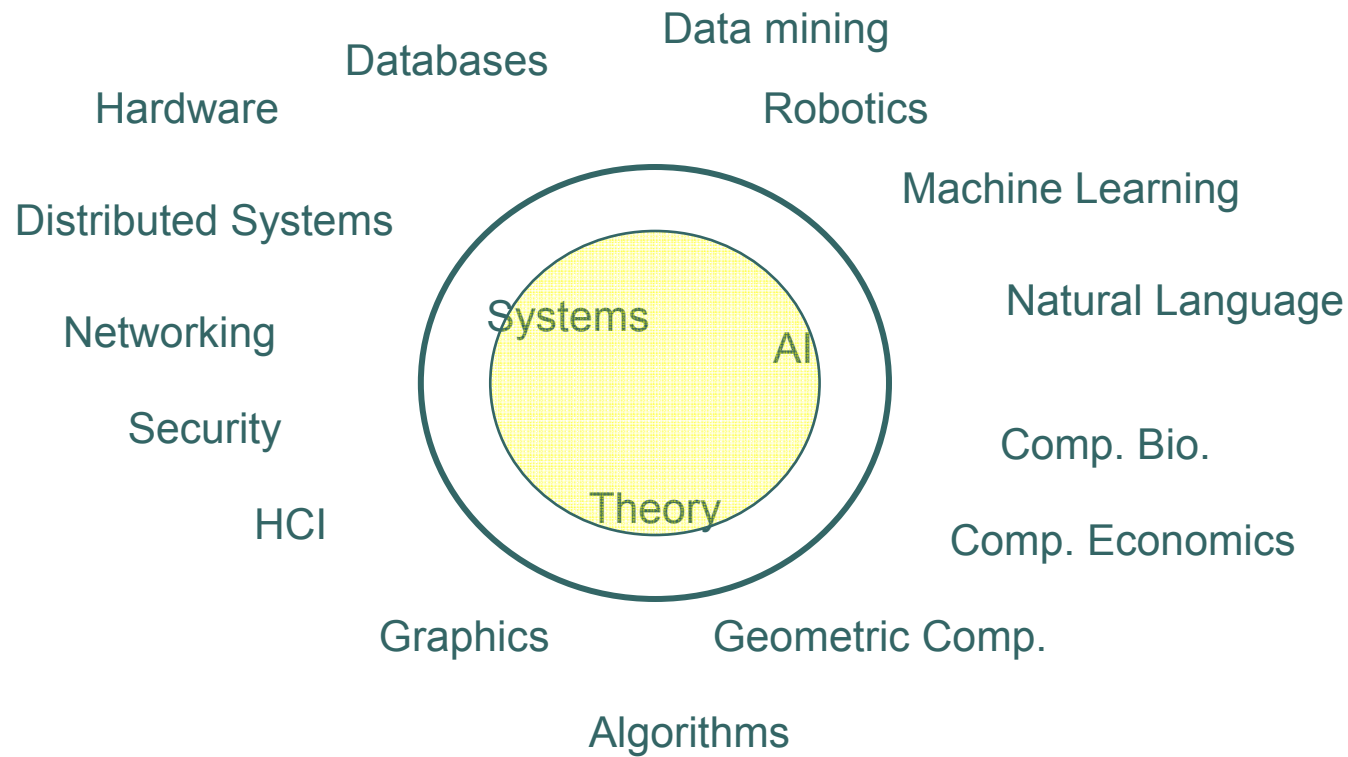 Data mining
Databases
Hardware
Robotics
Machine Learning
Distributed Systems
Natural Language
Systems
Networking
AI
Security
Comp. Bio.
Theory
HCI
Comp. Economics
Graphics
Geometric Comp.
Algorithms